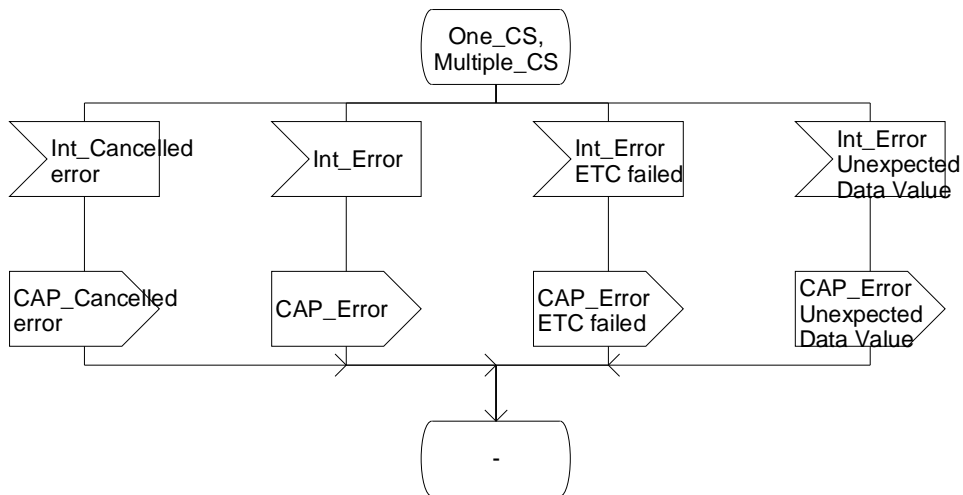 One_CS,
Multiple_CS
Int_Cancelled
error
Int_Error
Int_Error
ETC failed
Int_Error
Unexpected
Data Value
CAP_Cancelled
error
CAP_Error
CAP_Error
ETC failed
CAP_Error
Unexpected
Data Value
-